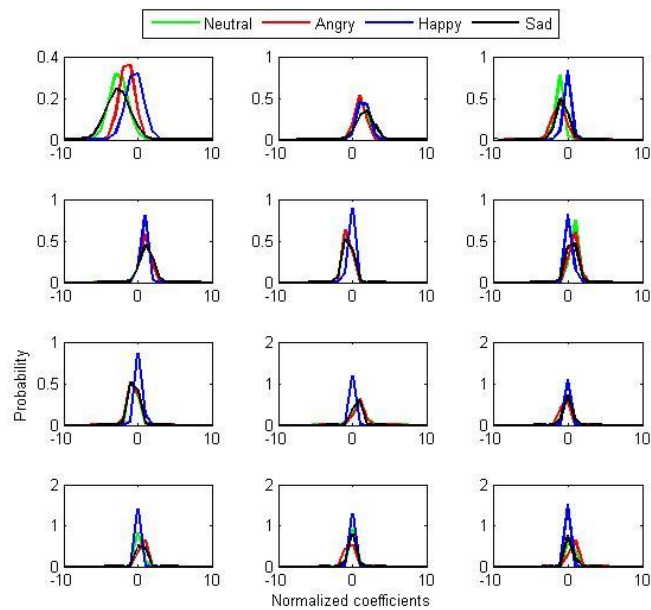 Neutral Angry Happy Sad
0.4 1 1
0.2 0.5 0.5
0 0 0
-10 0 10 -10 0 10 -10 0 10
1 1 1
0.5 0.5 0.5
0 0 0
-10 0 10 -10 0 10 -10 0 10
Probability
1 2 2
0.5 1 1
0 0 0
-10 0 10 -10 0 10 -10 0 10
2 2 2
1 1 1
0 0 0
-10 0 10 -10 0 10 -10 0 10
Normalized coefficients